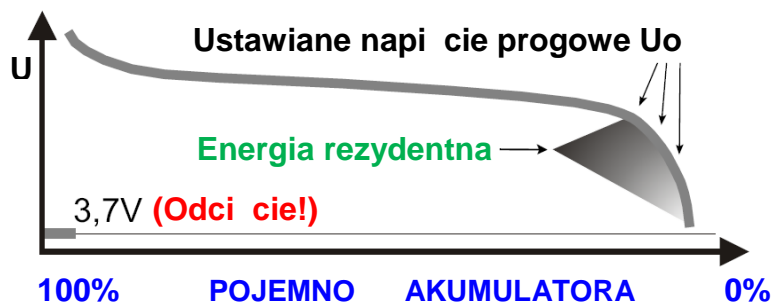 Ustawiane napi cie progowe Uo
U
Energia rezydentna
3,7V (Odci cie!)
100% POJEMNO AKUMULATORA 0%